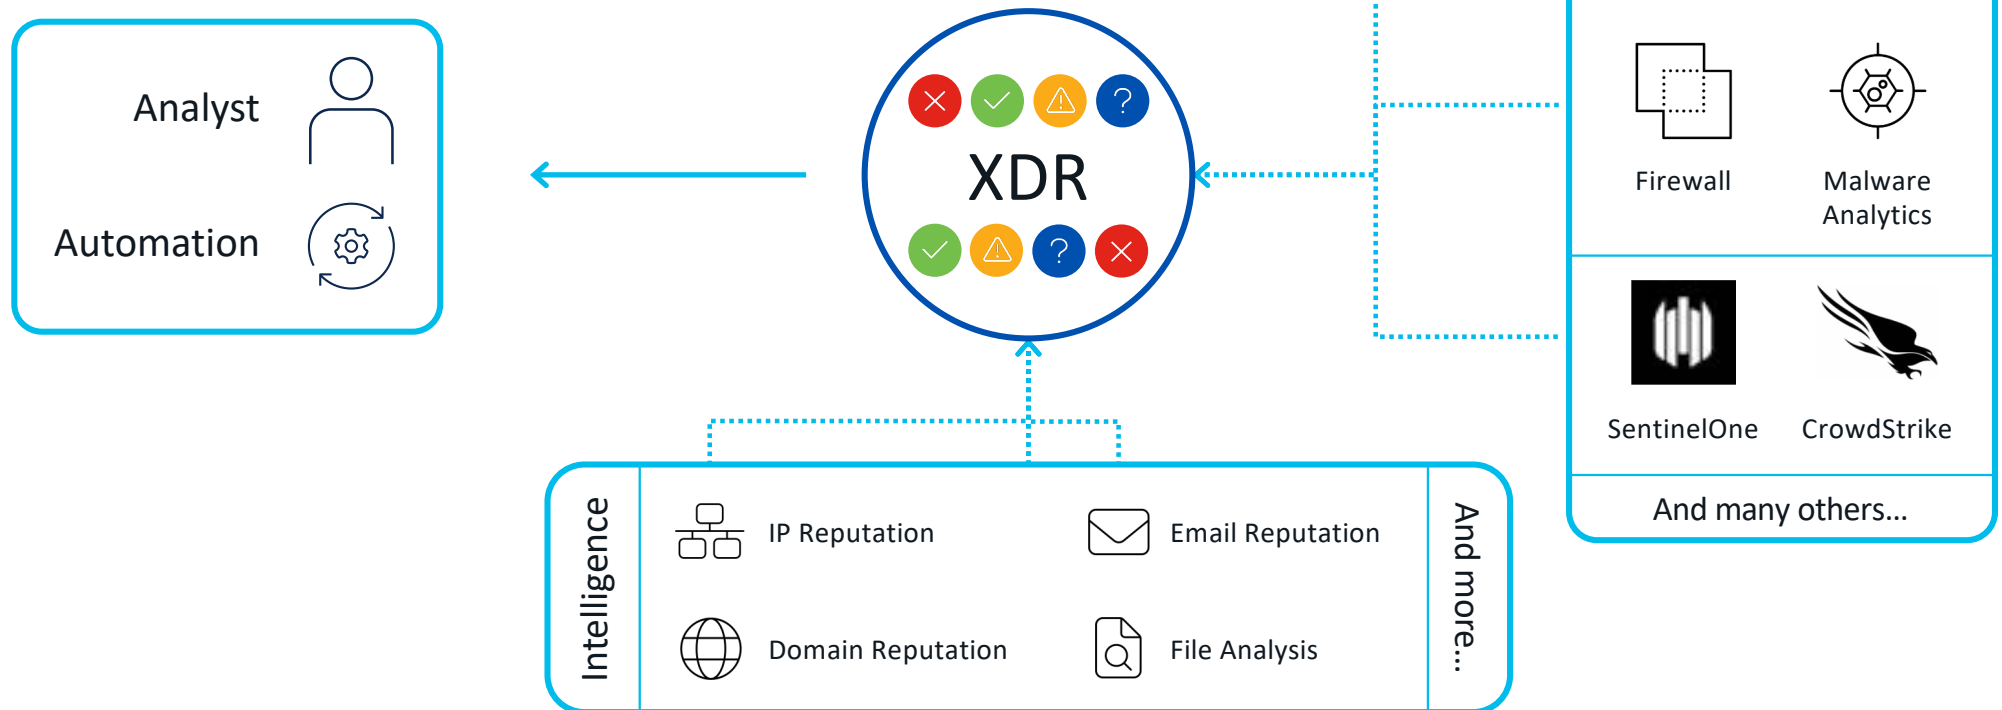 Analyst
Automation
XDR
Firewall
Malware
Analytics
SentinelOne
CrowdStrike
And many others...
Intelligence
IP Reputation
Email Reputation
Domain Reputation
File Analysis
And more...